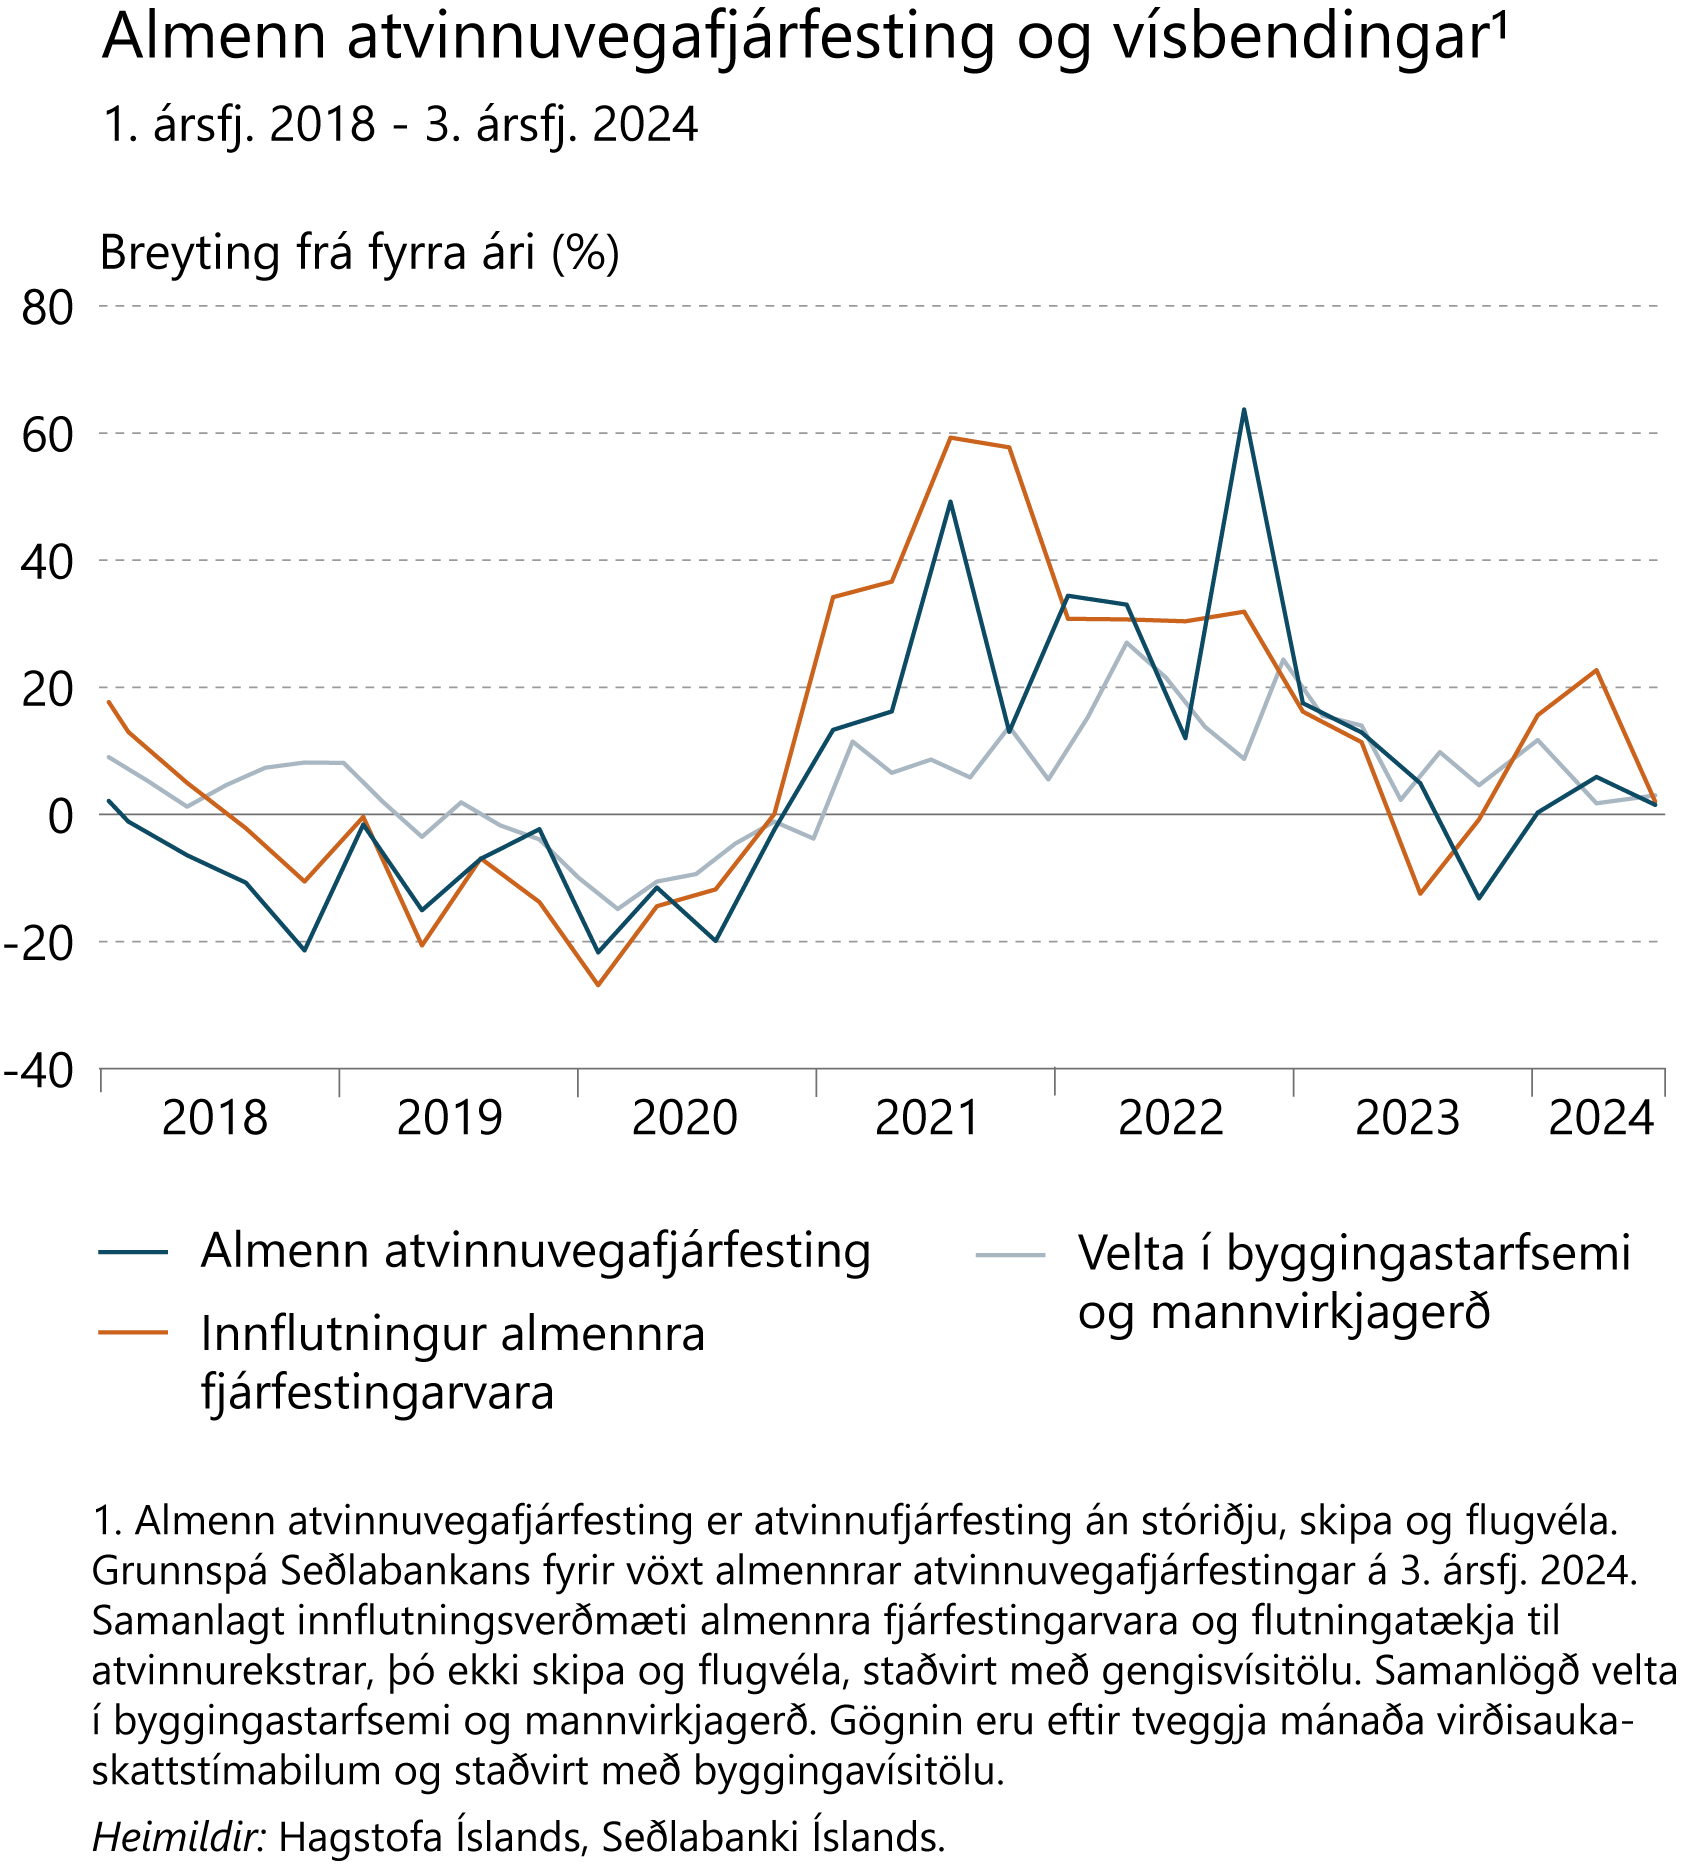 Almenn atvinnuvegafjárfesting og vísbendingar¹
1. ársfj. 2018 - 3. ársfj. 2024
Breyting frá fyrra ári (%)
80
60
40
20
0
-20
-40
2018 2019 2020 2021 2022 2023 2024
Almenn atvinnuvegafjárfesting
Innflutningur almennra
fjárfestingarvara
Velta í byggingastarfsemi
og mannvirkjagerð
1. Almenn atvinnuvegafjárfesting er atvinnufjárfesting án stóriðju, skipa og flugvéla.
Grunnspá Seðlabankans fyrir vöxt almennrar atvinnuvegafjárfestingar á 3. ársfj. 2024.
Samanlagt innflutningsverðmæti almennra fjárfestingarvara og flutningatækja til
atvinnurekstrar, þó ekki skipa og flugvéla, staðvirt með gengisvísitölu. Samanlögð velta
í byggingastarfsemi og mannvirkjagerð. Gögnin eru eftir tveggja mánaða virðisauka-
skattstímabilum og staðvirt með byggingavísitölu.
Heimildir: Hagstofa Íslands, Seðlabanki Íslands.